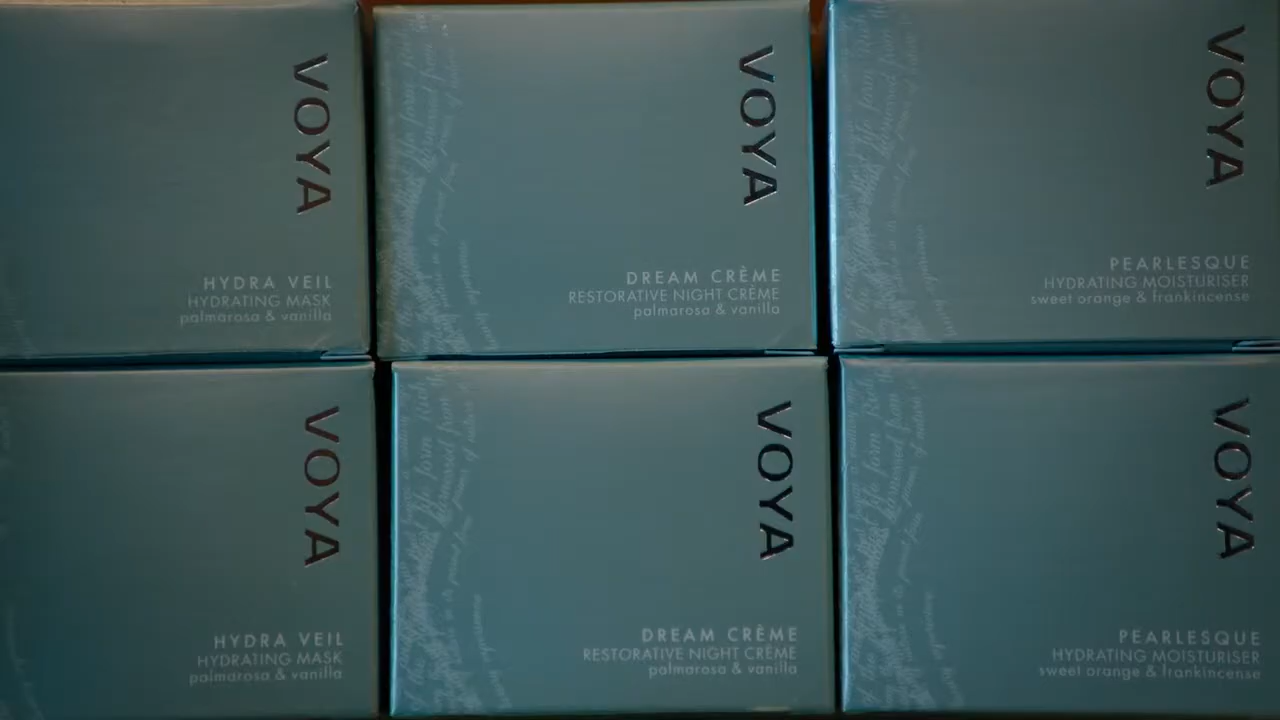 VOYA
HYDRA VEIL
HYDRATING MASK
palmarosa & vanilla
VOYA
DREAM CRÈME
RESTORATIVE NIGHT CRÈME
palmarosa & vanilla
VOYA
PEARLESQUE
HYDRATING MOISTURISER
sweet orange & frankincense
VOYA
HYDRA VEIL
HYDRATING MASK
palmarosa & vanilla
VOYA
DREAM CRÈME
RESTORATIVE NIGHT CRÈME
palmarosa & vanilla
VOYA
PEARLESQUE
HYDRATING MOISTURISER
sweet orange & frankincense